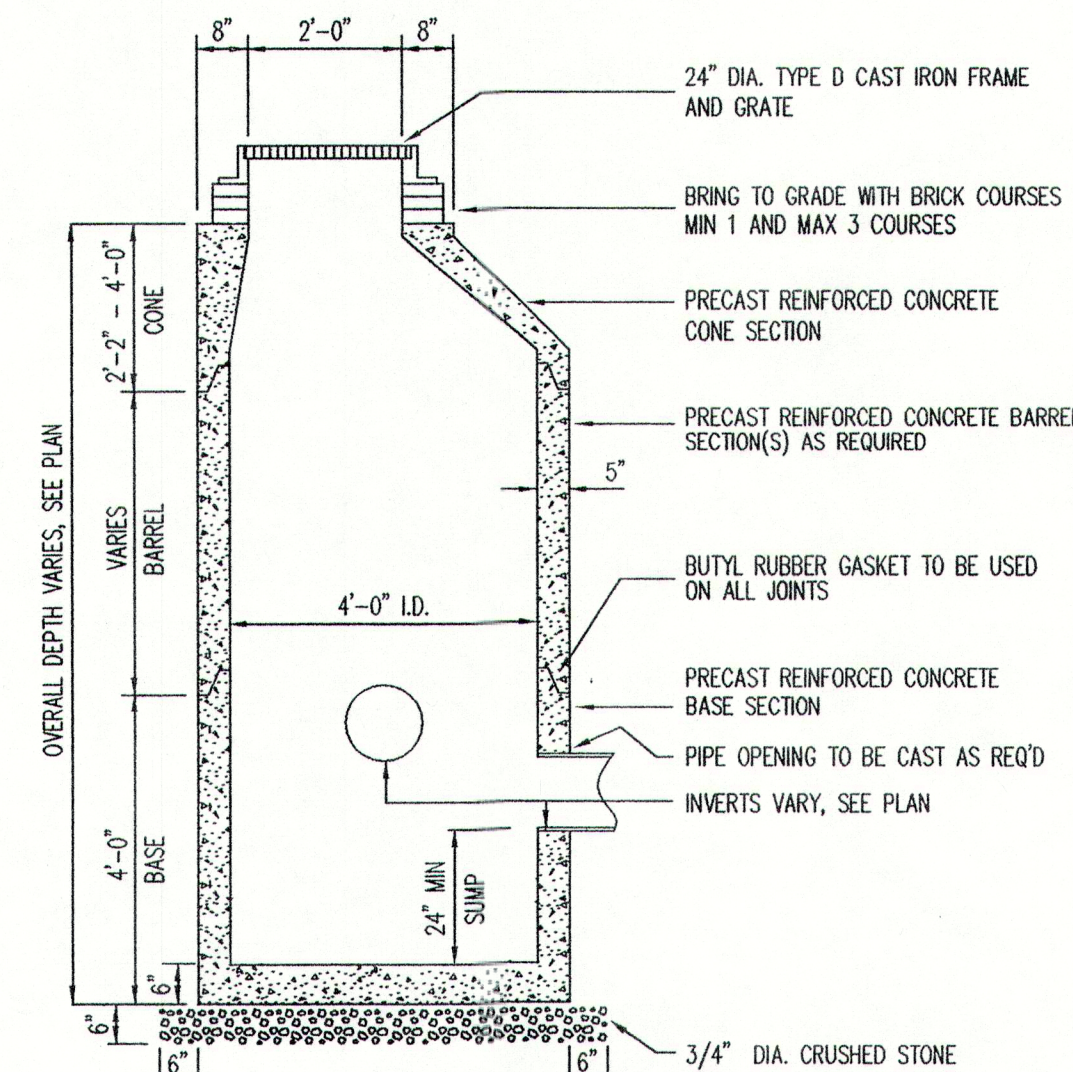 8" 2'-0" 8"
24" DIA. TYPE D CAST IRON FRAME
AND GRATE
BRING TO GRADE WITH BRICK COURSES
MIN 1 AND MAX 3 COURSES
2'-2" - 4'-0"
CONE
PRECAST REINFORCED CONCRETE
CONE SECTION
PRECAST REINFORCED CONCRETE BARREL
SECTION(S) AS REQUIRED
OVERALL DEPTH VARIES, SEE PLAN
VARIES
BARREL
5"
BUTYL RUBBER GASKET TO BE USED
ON ALL JOINTS
4'-0" I.D.
PRECAST REINFORCED CONCRETE
BASE SECTION
PIPE OPENING TO BE CAST AS REQ'D
INVERTS VARY, SEE PLAN
4'-0"
BASE
24" MIN
SUMP
6"
6"
6" 6"
3/4" DIA. CRUSHED STONE